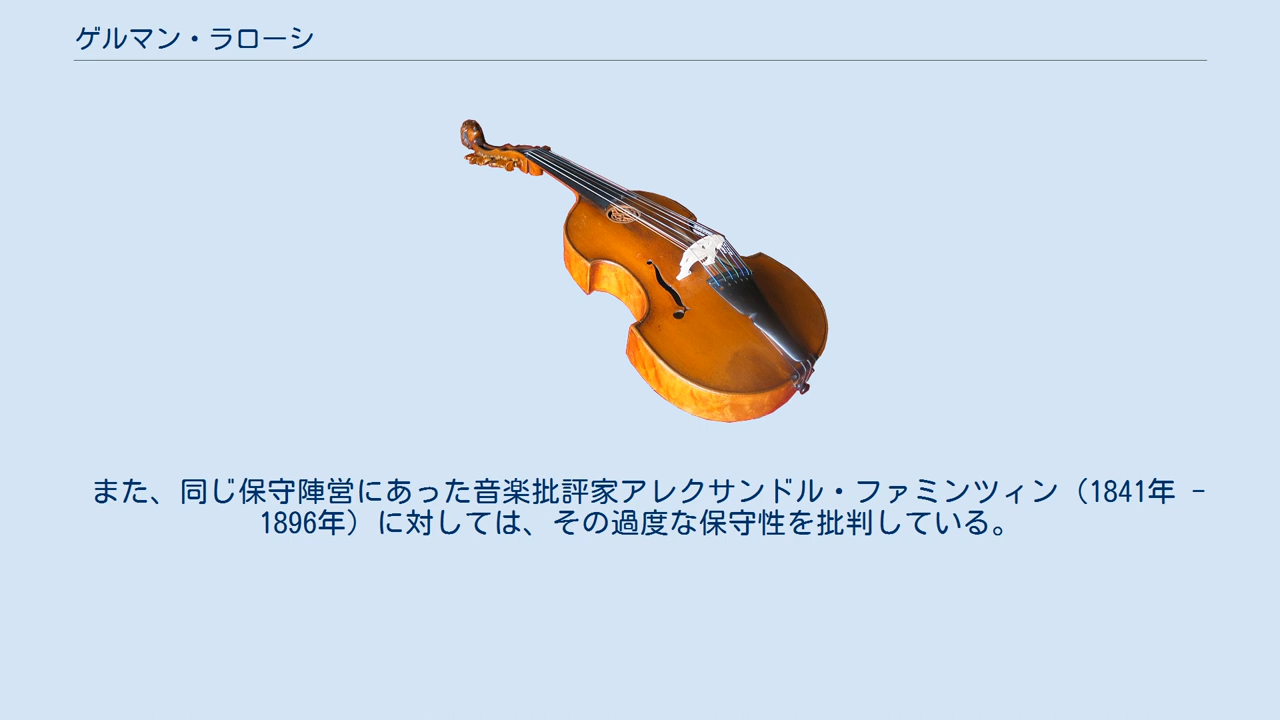 ゲルマン・ラローシ
また、同じ保守陣営にあった音楽批評家アレクサンドル・ファミンツィン（1841年 -
1896年）に対しては、その過度な保守性を批判している。